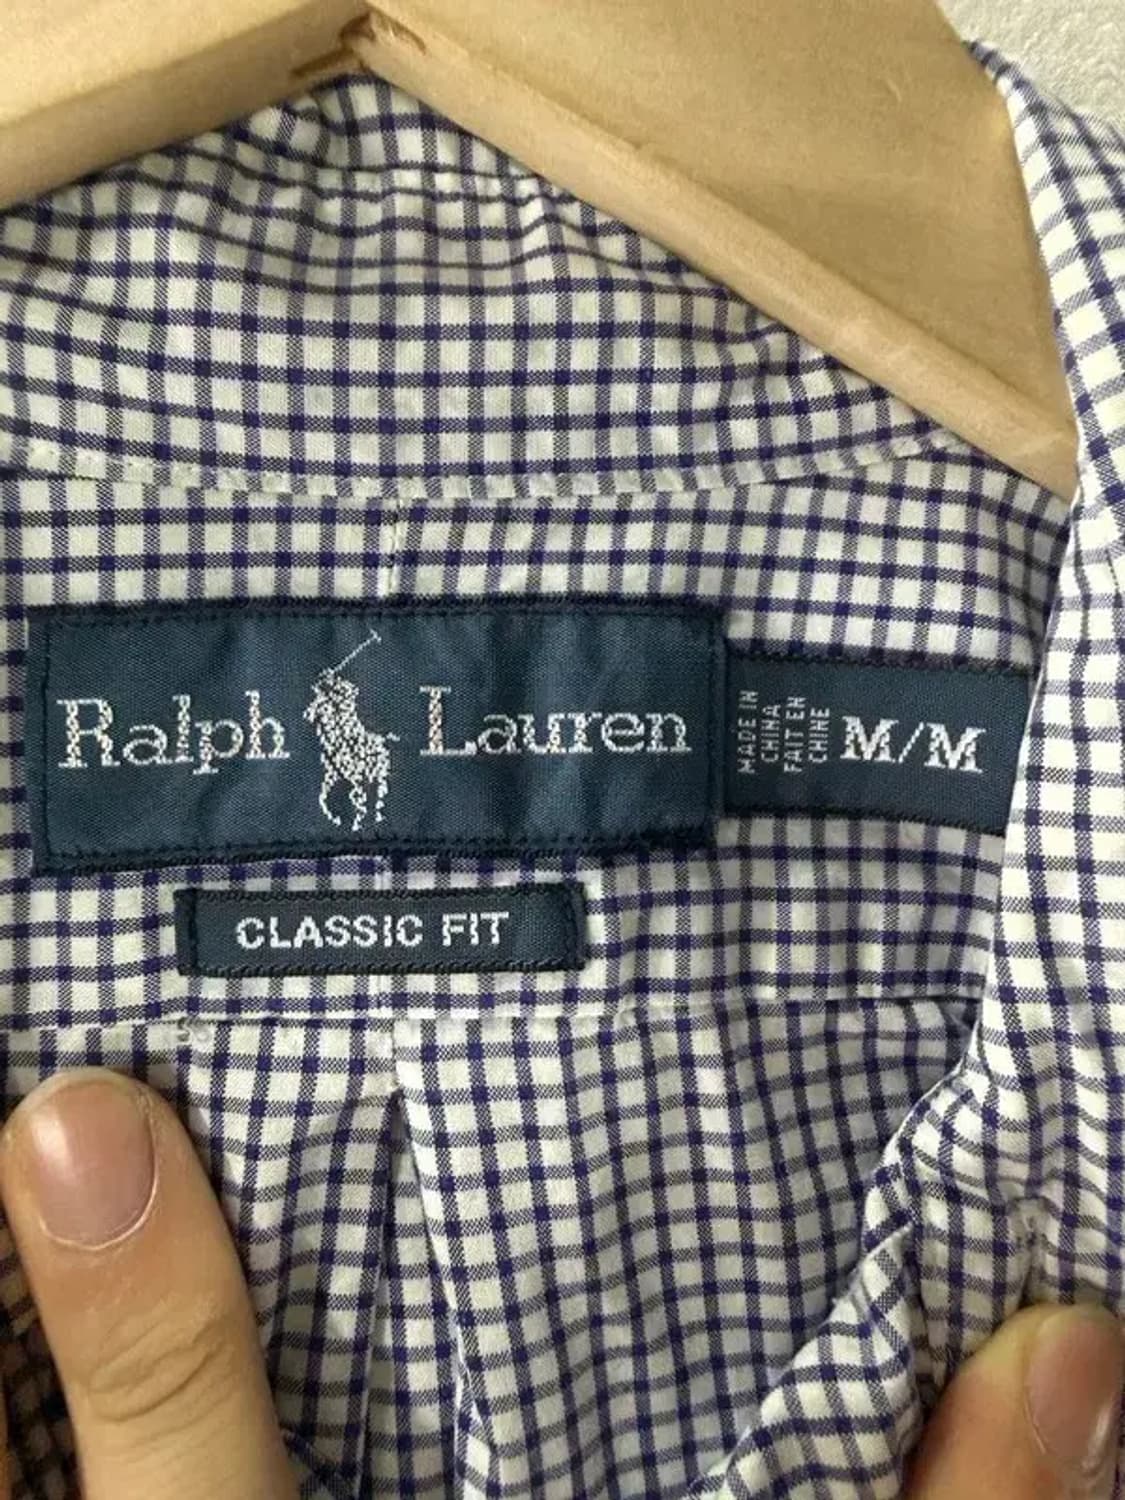 Ralph Lauren
MADE IN
CHINA
FAIT EN
CHINE
M/M
CLASSIC FIT